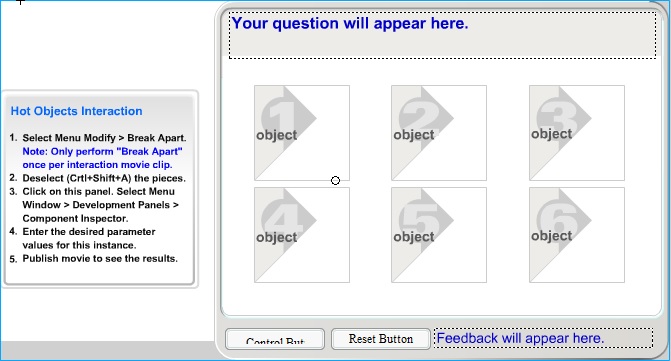 Your question will appear here.
Hot Objects Interaction
1. Select Menu Modify > Break Apart.
Note: Only perform "Break Apart"
once per interaction movie clip.
2. Deselect (Crtl+Shift+A) the pieces.
3. Click on this panel. Select Menu
Window > Development Panels >
Component Inspector.
4. Enter the desired parameter
values for this instance.
5. Publish movie to see the results.
1 object
2 object
3 object
4 object
5 object
6 object
Control But
Reset Button
Feedback will appear here.